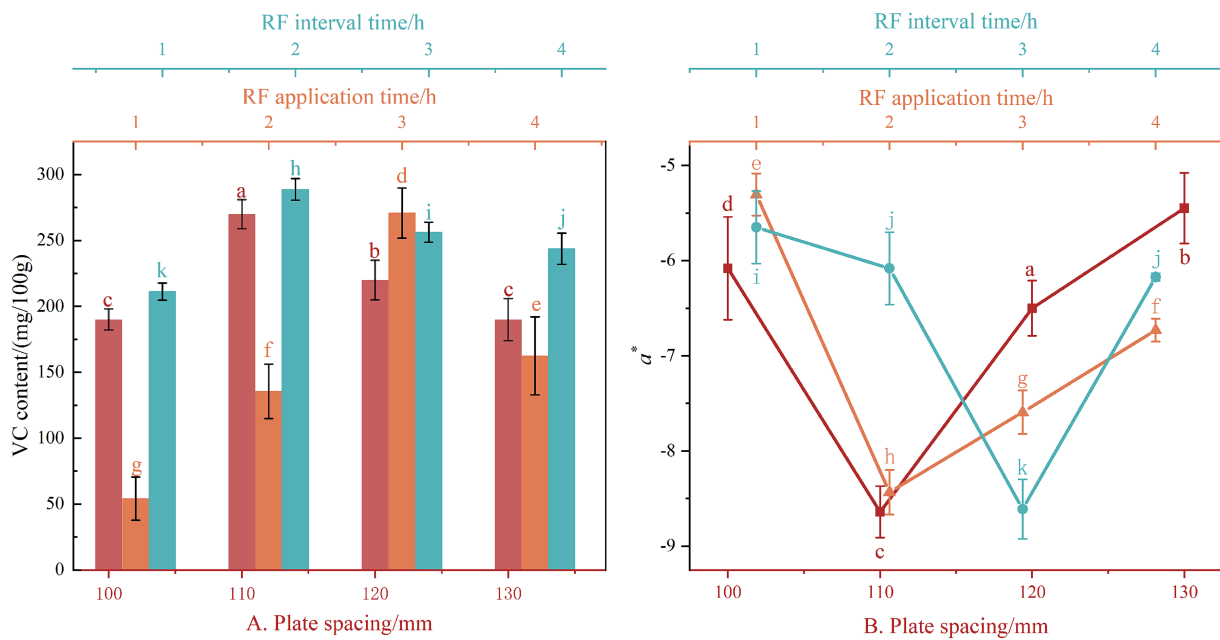 RF interval time/h
1 2 3 4
RF application time/h
1 2 3 4
VC content/(mg/100g)
300
250
200
150
100
50
0
c g k
a f h
b d i
c e j
100 110 120 130
A. Plate spacing/mm
RF interval time/h
1 2 3 4
RF application time/h
1 2 3 4
a*
-5
-6
-7
-8
-9
d e i
j h c
a g k
j f b
100 110 120 130
B. Plate spacing/mm